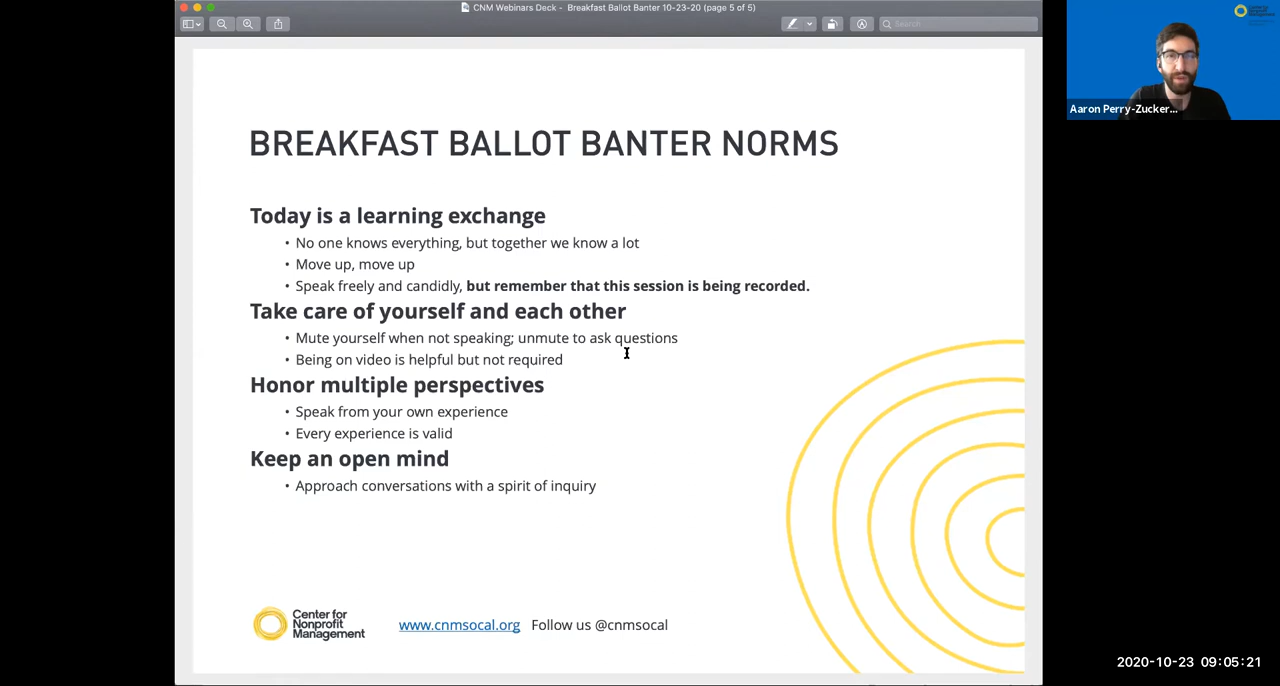 CNM Webinars Deck - Breakfast Ballot Banter 10-23-20 (page 5 of 5)
Search
Center for
Nonprofit
Management
Aaron Perry-Zucker...
BREAKFAST BALLOT BANTER NORMS
Today is a learning exchange
• No one knows everything, but together we know a lot
• Move up, move up
• Speak freely and candidly, but remember that this session is being recorded.
Take care of yourself and each other
• Mute yourself when not speaking; unmute to ask questions
• Being on video is helpful but not required
Honor multiple perspectives
• Speak from your own experience
• Every experience is valid
Keep an open mind
• Approach conversations with a spirit of inquiry
Center for
Nonprofit
Management
www.cnmsocal.org Follow us @cnmsocal
2020-10-23 09:05:21